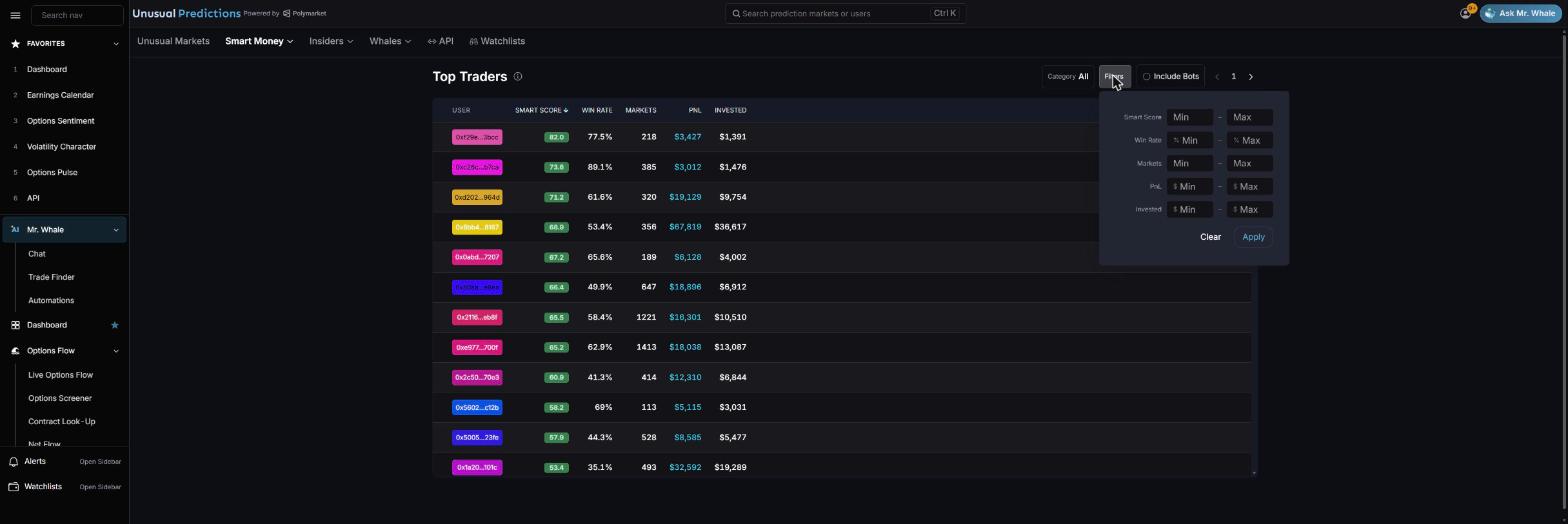 Search nav
Unusual Predictions Powered by Polymarket
Search prediction markets or users Ctrl K
9+ Ask Mr. Whale
FAVORITES
1 Dashboard
2 Earnings Calendar
3 Options Sentiment
4 Volatility Character
5 Options Pulse
6 API
AI Mr. Whale
Chat
Trade Finder
Automations
Dashboard
Options Flow
Live Options Flow
Options Screener
Contract Look-Up
Net Flow
Alerts Open Sidebar
Watchlists Open Sidebar
Unusual Markets Smart Money Insiders Whales API Watchlists
Top Traders
Category All Filters Include Bots 1
USER SMART SCORE WIN RATE MARKETS PNL INVESTED
0xf29e...3bcc 82.0 77.5% 218 $3,427 $1,391
73.8 89.1% 385 $3,012 $1,476
0xd202...964d 71.2 61.6% 320 $19,129 $9,754
68.9 53.4% 356 $67,819 $36,617
0x0abd...7207 67.2 65.6% 189 $6,128 $4,002
66.4 49.9% 647 $18,896 $6,912
0x2116...eb8f 65.5 58.4% 1221 $16,301 $10,510
0xe977...700f 65.2 62.9% 1413 $18,038 $13,087
0x2c50...70e3 60.9 41.3% 414 $12,310 $6,844
0x5602...c12b 58.2 69% 113 $5,115 $3,031
0x5005...23fe 57.9 44.3% 528 $8,585 $5,477
0x1a20...101c 53.4 35.1% 493 $32,592 $19,289
Smart Score Min – Max
Win Rate % Min – % Max
Markets Min – Max
PnL $ Min – $ Max
Invested $ Min – $ Max
Clear Apply